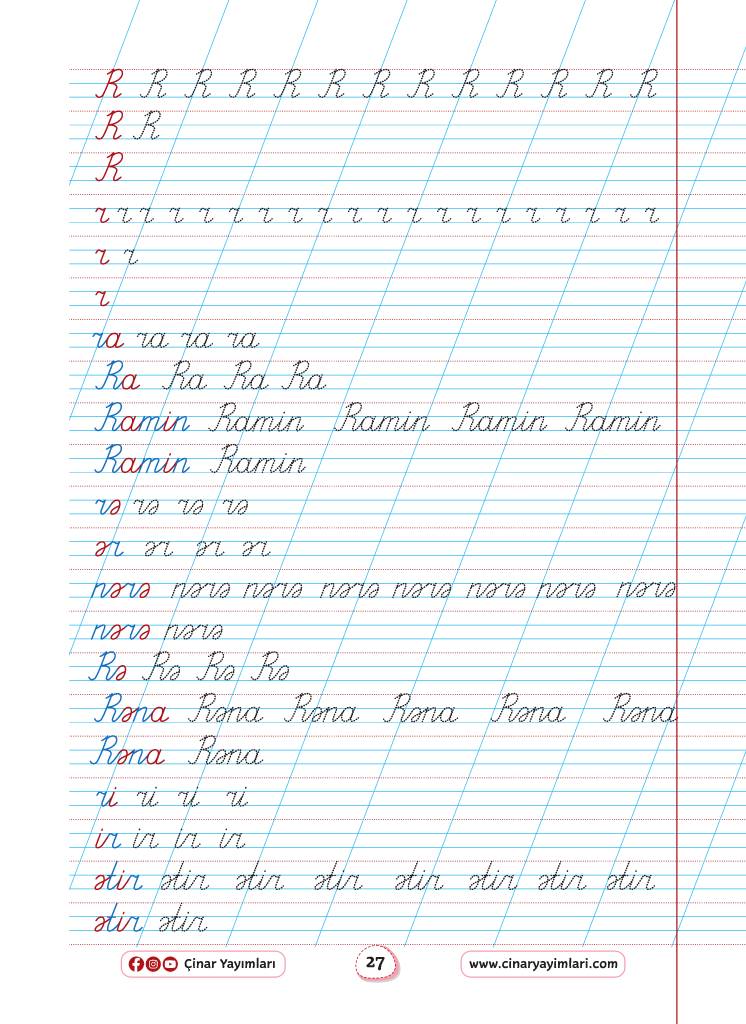 R R R R R R R R R R R R R
R R
R
r r r r r r r r r r r r r r r r r r r r
r r
r
ra ra ra ra
Ra Ra Ra Ra
Ramin Ramin Ramin Ramin Ramin
Ramin Ramin
rə rə rə rə
ər ər ər ər
nərə nərə nərə nərə nərə nərə nərə nərə
nərə nərə
Rə Rə Rə Rə
Rəna Rəna Rəna Rəna Rəna Rəna
Rəna Rəna
ri ri ri ri
ir ir ir ir
ətir ətir ətir ətir ətir ətir ətir ətir
ətir ətir
Çinar Yayımları 27 www.cinaryayimlari.com